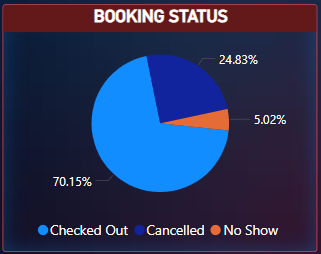 BOOKING STATUS
24.83%
5.02%
70.15%
Checked Out Cancelled No Show